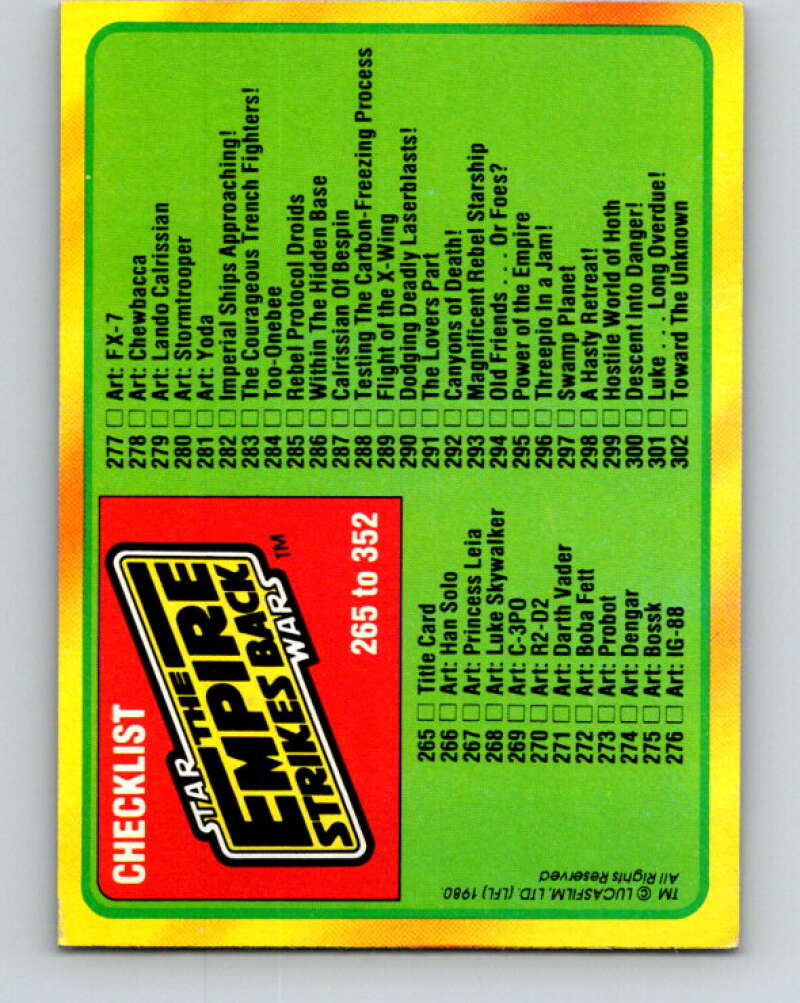 CHECKLIST
STAR
THE
EMPIRE
STRIKES BACK
WARS™
265 to 352
265 Title Card
266 Art: Han Solo
267 Art: Princess Leia
268 Art: Luke Skywalker
269 Art: C-3PO
270 Art: R2-D2
271 Art: Darth Vader
272 Art: Boba Fett
273 Art: Probot
274 Art: Dengar
275 Art: Bossk
276 Art: IG-88
TM © LUCASFILM, LTD. (LFL) 1980.
All Rights Reserved
277 Art: FX-7
278 Art: Chewbacca
279 Art: Lando Calrissian
280 Art: Stormtrooper
281 Art: Yoda
282 Imperial Ships Approaching!
283 The Courageous Trench Fighters!
284 Too-Onebee
285 Rebel Protocol Droids
286 Within The Hidden Base
287 Calrissian Of Bespin
288 Testing The Carbon-Freezing Process
289 Flight of the X-Wing
290 Dodging Deadly Laserblasts!
291 The Lovers Part
292 Canyons of Death!
293 Magnificent Rebel Starship
294 Old Friends . . . Or Foes?
295 Power of the Empire
296 Threepio In a Jam!
297 Swamp Planet
298 A Hasty Retreat!
299 Hostile World of Hoth
300 Descent Into Danger!
301 Luke . . . Long Overdue!
302 Toward The Unknown